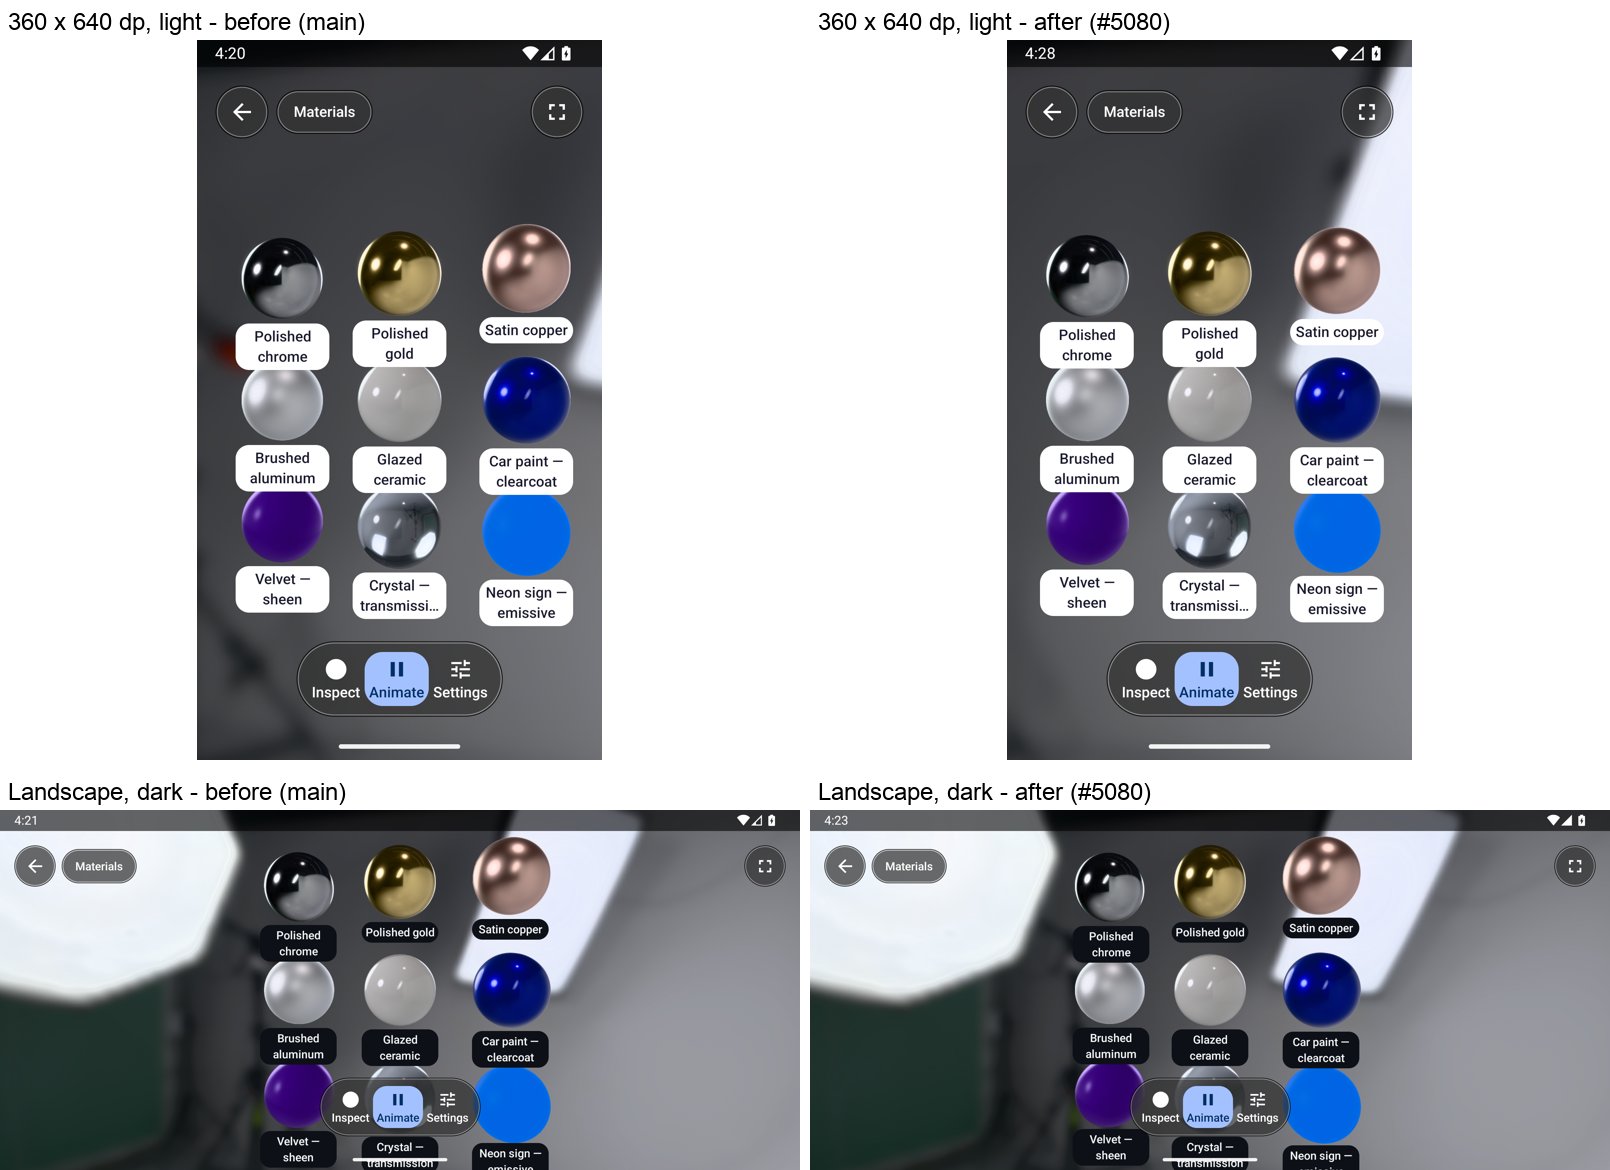 360 x 640 dp, light - before (main)
4:20
Materials
Polished
chrome
Polished
gold
Satin copper
Brushed
aluminum
Glazed
ceramic
Car paint —
clearcoat
Velvet —
sheen
Crystal —
transmissi...
Neon sign —
emissive
Inspect
Animate
Settings
360 x 640 dp, light - after (#5080)
4:28
Materials
Polished
chrome
Polished
gold
Satin copper
Brushed
aluminum
Glazed
ceramic
Car paint —
clearcoat
Velvet —
sheen
Crystal —
transmissi...
Neon sign —
emissive
Inspect
Animate
Settings
Landscape, dark - before (main)
4:21
Materials
Polished
chrome
Polished gold
Satin copper
Brushed
aluminum
Glazed
ceramic
Car paint —
clearcoat
Inspect
Animate
Settings
Velvet —
sheen
Crystal —
transmission
Neon sign —
emissive
Landscape, dark - after (#5080)
4:23
Materials
Polished
chrome
Polished gold
Satin copper
Brushed
aluminum
Glazed
ceramic
Car paint —
clearcoat
Inspect
Animate
Settings
Velvet —
sheen
Crystal —
transmission
Neon sign —